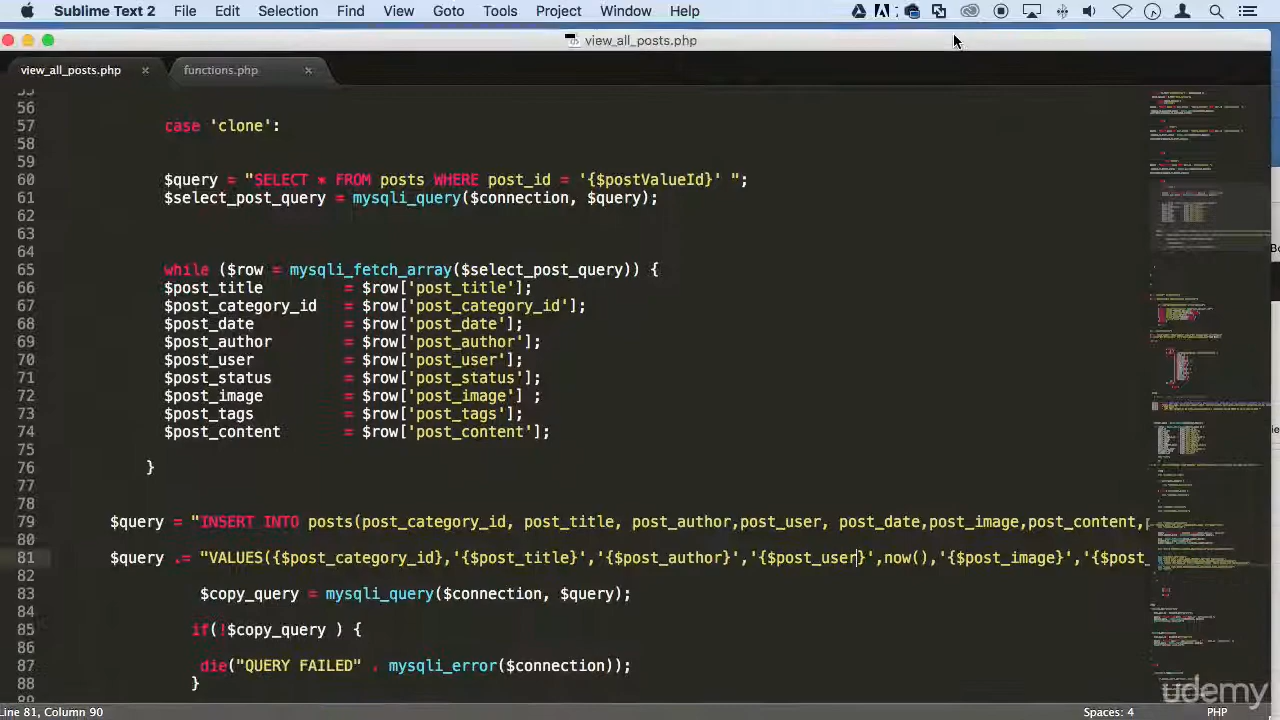 Sublime Text 2 File Edit Selection Find View Goto Tools Project Window Help
view_all_posts.php
view_all_posts.php × functions.php ×
55
56
57 case 'clone':
58
59
60 $query = "SELECT * FROM posts WHERE post_id = '{$postValueId}' ";
61 $select_post_query = mysqli_query($connection, $query);
62
63
64
65 while ($row = mysqli_fetch_array($select_post_query)) {
66 $post_title = $row['post_title'];
67 $post_category_id = $row['post_category_id'];
68 $post_date = $row['post_date'];
69 $post_author = $row['post_author'];
70 $post_user = $row['post_user'];
71 $post_status = $row['post_status'];
72 $post_image = $row['post_image'] ;
73 $post_tags = $row['post_tags'];
74 $post_content = $row['post_content'];
75
76 }
77
78
79 $query = "INSERT INTO posts(post_category_id, post_title, post_author,post_user, post_date,post_image,post_content,
80
81 $query .= "VALUES({$post_category_id},'{$post_title}','{$post_author}', '{$post_user}',now(),'{$post_image}','{$post_
82
83 $copy_query = mysqli_query($connection, $query);
84
85 if(!$copy_query ) {
86
87 die("QUERY FAILED" . mysqli_error($connection));
88 }
udemy
Line 81, Column 90 Spaces: 4 PHP